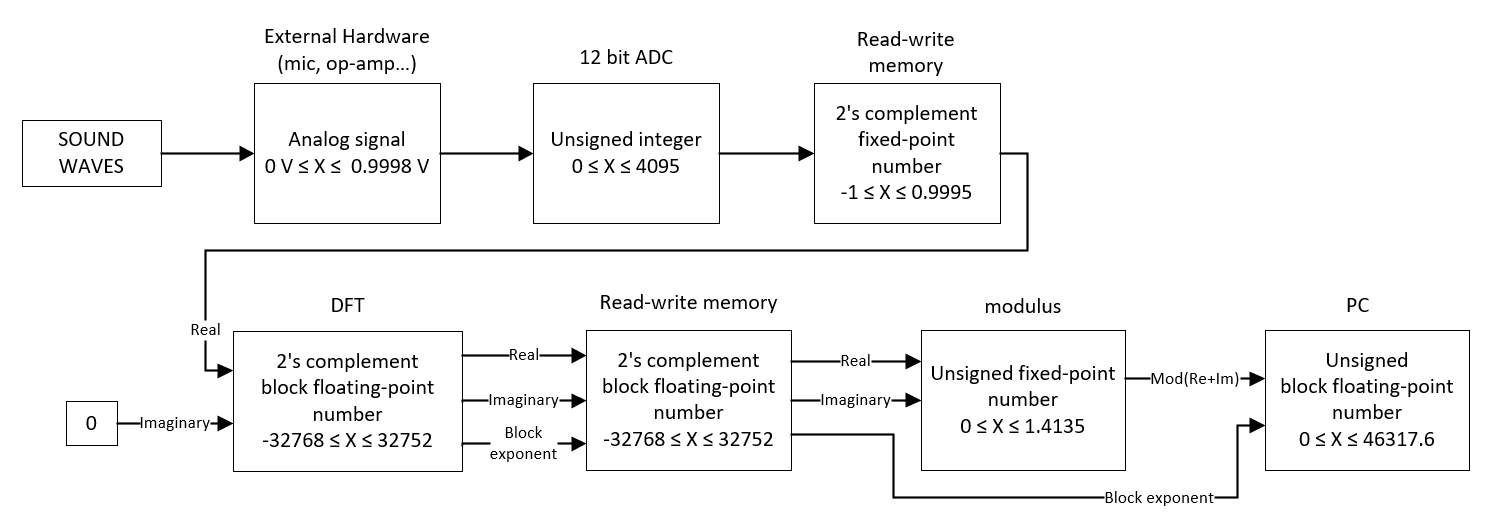 External Hardware
(mic, op-amp...)
12 bit ADC
Read-write
memory
SOUND
WAVES
Analog signal
0 V ≤ X ≤ 0.9998 V
Unsigned integer
0 ≤ X ≤ 4095
2's complement
fixed-point
number
-1 ≤ X ≤ 0.9995
DFT
Read-write memory
modulus
PC
Real
0
Imaginary
2's complement
block floating-point
number
-32768 ≤ X ≤ 32752
Real
Imaginary
Block
exponent
2's complement
block floating-point
number
-32768 ≤ X ≤ 32752
Real
Imaginary
Unsigned fixed-point
number
0 ≤ X ≤ 1.4135
Mod(Re+Im)
Block exponent
Unsigned
block floating-point
number
0 ≤ X ≤ 46317.6